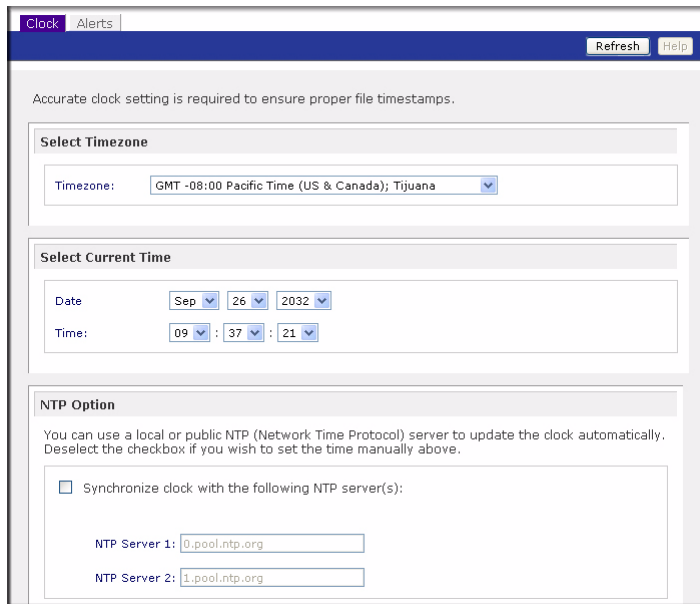 Clock Alerts
Refresh Help
Accurate clock setting is required to ensure proper file timestamps.
Select Timezone
Timezone: GMT -08:00 Pacific Time (US & Canada); Tijuana
Select Current Time
Date Sep 26 2032
Time: 09 : 37 : 21
NTP Option
You can use a local or public NTP (Network Time Protocol) server to update the clock automatically.
Deselect the checkbox if you wish to set the time manually above.
Synchronize clock with the following NTP server(s):
NTP Server 1: 0.pool.ntp.org
NTP Server 2: 1.pool.ntp.org